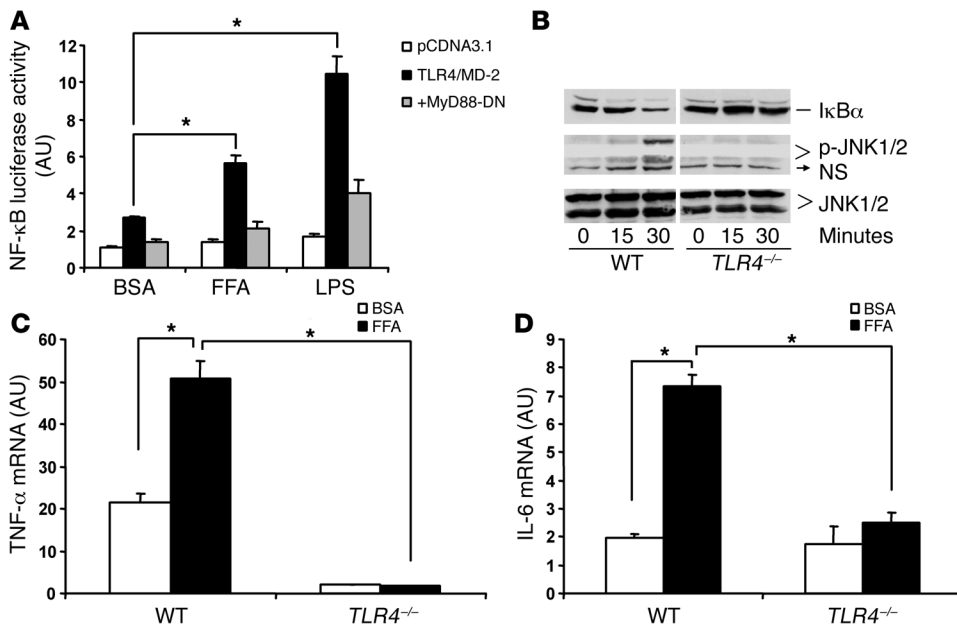 A
NF-κB luciferase activity
(AU)
12
10
8
6
4
2
0
*
*
BSA
FFA
LPS
pCDNA3.1
TLR4/MD-2
+MyD88-DN
B
IκBα
p-JNK1/2
NS
JNK1/2
0 15 30 0 15 30 Minutes
WT
TLR4–/–
C
BSA
FFA
TNF-α mRNA (AU)
60
50
40
30
20
10
0
*
*
WT
TLR4–/–
D
BSA
FFA
IL-6 mRNA (AU)
9
8
7
6
5
4
3
2
1
0
*
*
WT
TLR4–/–